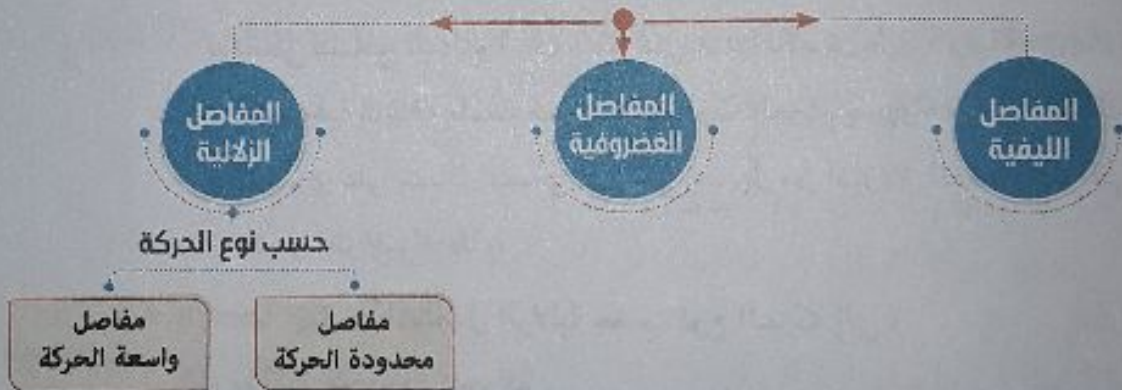 المفاصل
الليفية
المفاصل
الغضروفية
المفاصل
الزلالية
حسب نوع الحركة
مفاصل
محدودة الحركة
مفاصل
واسعة الحركة